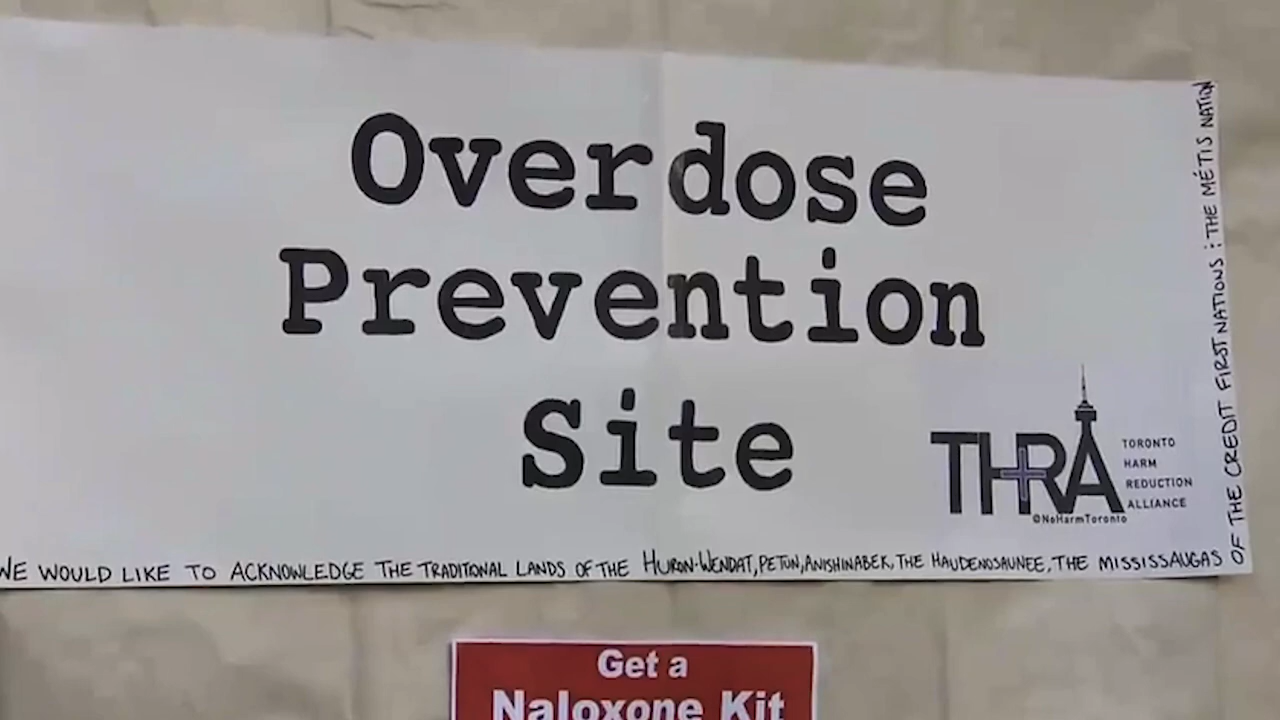 Overdose
Prevention
Site
THRA
TORONTO
HARM
REDUCTION
ALLIANCE
@NoHarmToronto
WE WOULD LIKE TO ACKNOWLEDGE THE TRADITIONAL LANDS OF THE HURON-WENDAT, PETUN, ANISHINABEK, THE HAUDENOSAUNEE, THE MISSISSAUGAS
OF THE CREDIT FIRST NATIONS : THE MÉTIS NATION
Get a
Naloxone Kit